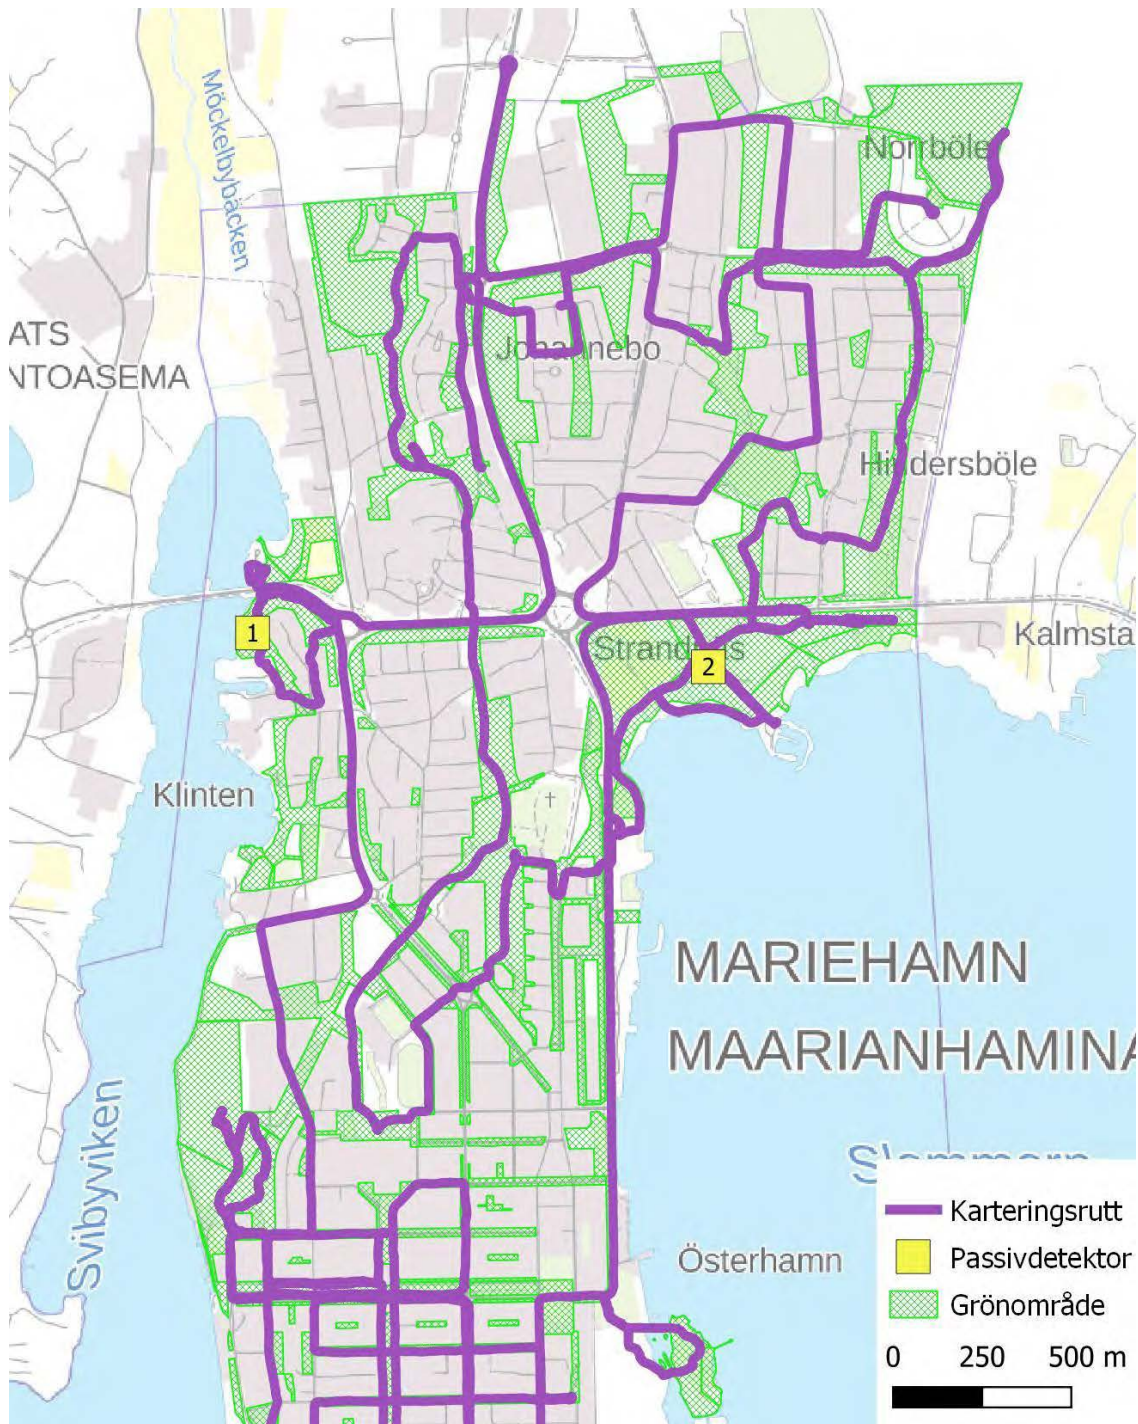 Möckelbybäcken
Norrböle
ATS
NTOASEMA
Johannebo
Hindersböle
1
Strandnäs
2
Kalmsta
Klinten
MARIEHAMN
MAARIANHAMINA
Svibyviken
Slemmern
Österhamn
Karteringsrutt
Passivdetektor
Grönområde
0 250 500 m